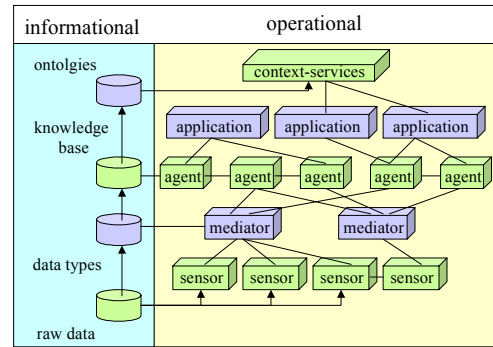 informational
operational
ontolgies
context-services
knowledge
base
application
application
application
agent
agent
agent
agent
agent
mediator
mediator
data types
sensor
sensor
sensor
sensor
raw data